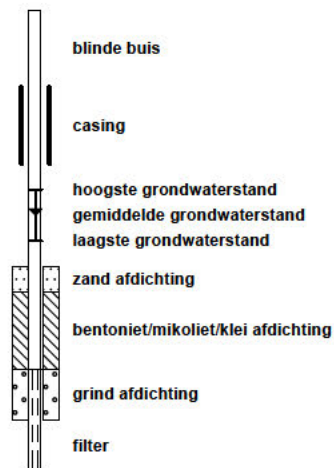 blinde buis
casing
hoogste grondwaterstand
gemiddelde grondwaterstand
laagste grondwaterstand
zand afdichting
bentoniet/mikoliet/klei afdichting
grind afdichting
filter